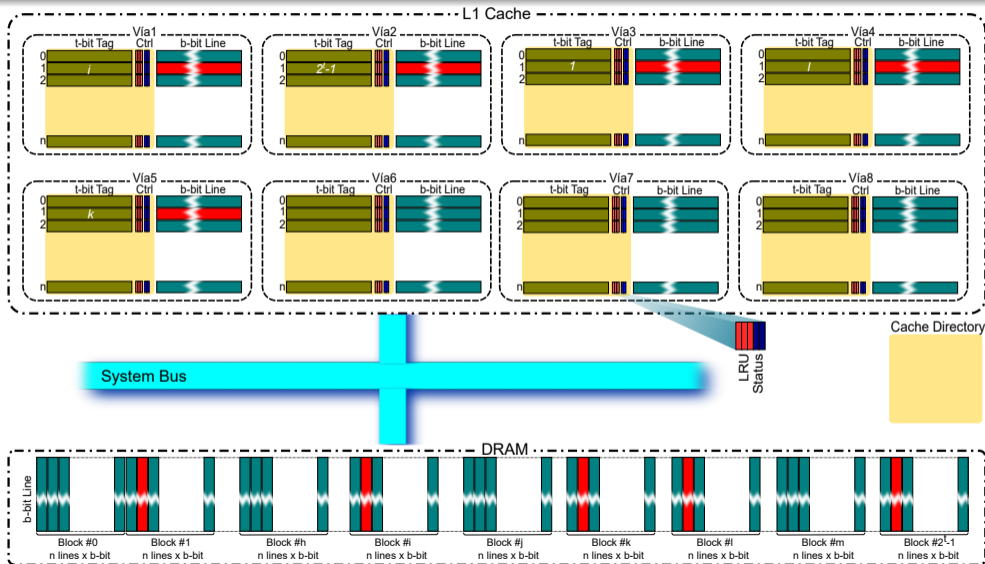 L1 Cache
Vía1
t-bit Tag Ctrl b-bit Line
0
1 i
2
n
Vía2
t-bit Tag Ctrl b-bit Line
0
1 2^t-1
2
n
Vía3
t-bit Tag Ctrl b-bit Line
0
1 1
2
n
Vía4
t-bit Tag Ctrl b-bit Line
0
1 l
2
n
Vía5
t-bit Tag Ctrl b-bit Line
0
1 k
2
n
Vía6
t-bit Tag Ctrl b-bit Line
0
1
2
n
Vía7
t-bit Tag Ctrl b-bit Line
0
1
2
n
Vía8
t-bit Tag Ctrl b-bit Line
0
1
2
n
LRU
Status
Cache Directory
System Bus
DRAM
b-bit Line
Block #0
n lines x b-bit
Block #1
n lines x b-bit
Block #h
n lines x b-bit
Block #i
n lines x b-bit
Block #j
n lines x b-bit
Block #k
n lines x b-bit
Block #l
n lines x b-bit
Block #m
n lines x b-bit
Block #2^t-1
n lines x b-bit